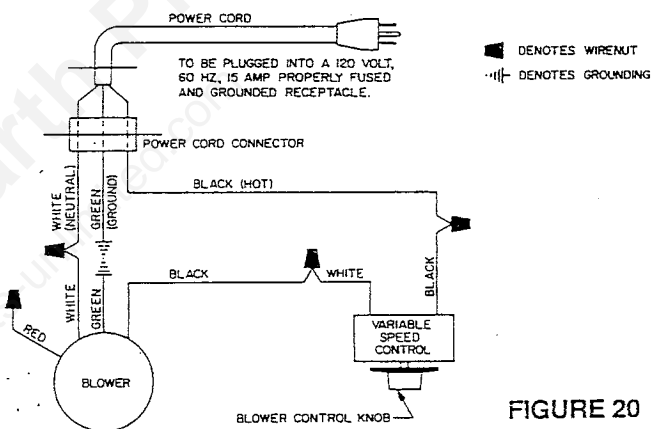 POWER CORD
TO BE PLUGGED INTO A 120 VOLT,
60 HZ, 15 AMP PROPERLY FUSED
AND GROUNDED RECEPTACLE.
DENOTES WIRENUT
DENOTES GROUNDING
POWER CORD CONNECTOR
WHITE
(NEUTRAL)
GREEN
(GROUND)
BLACK (HOT)
BLACK
WHITE
BLACK
WHITE
GREEN
RED
VARIABLE
SPEED
CONTROL
BLOWER
BLOWER CONTROL KNOB
FIGURE 20